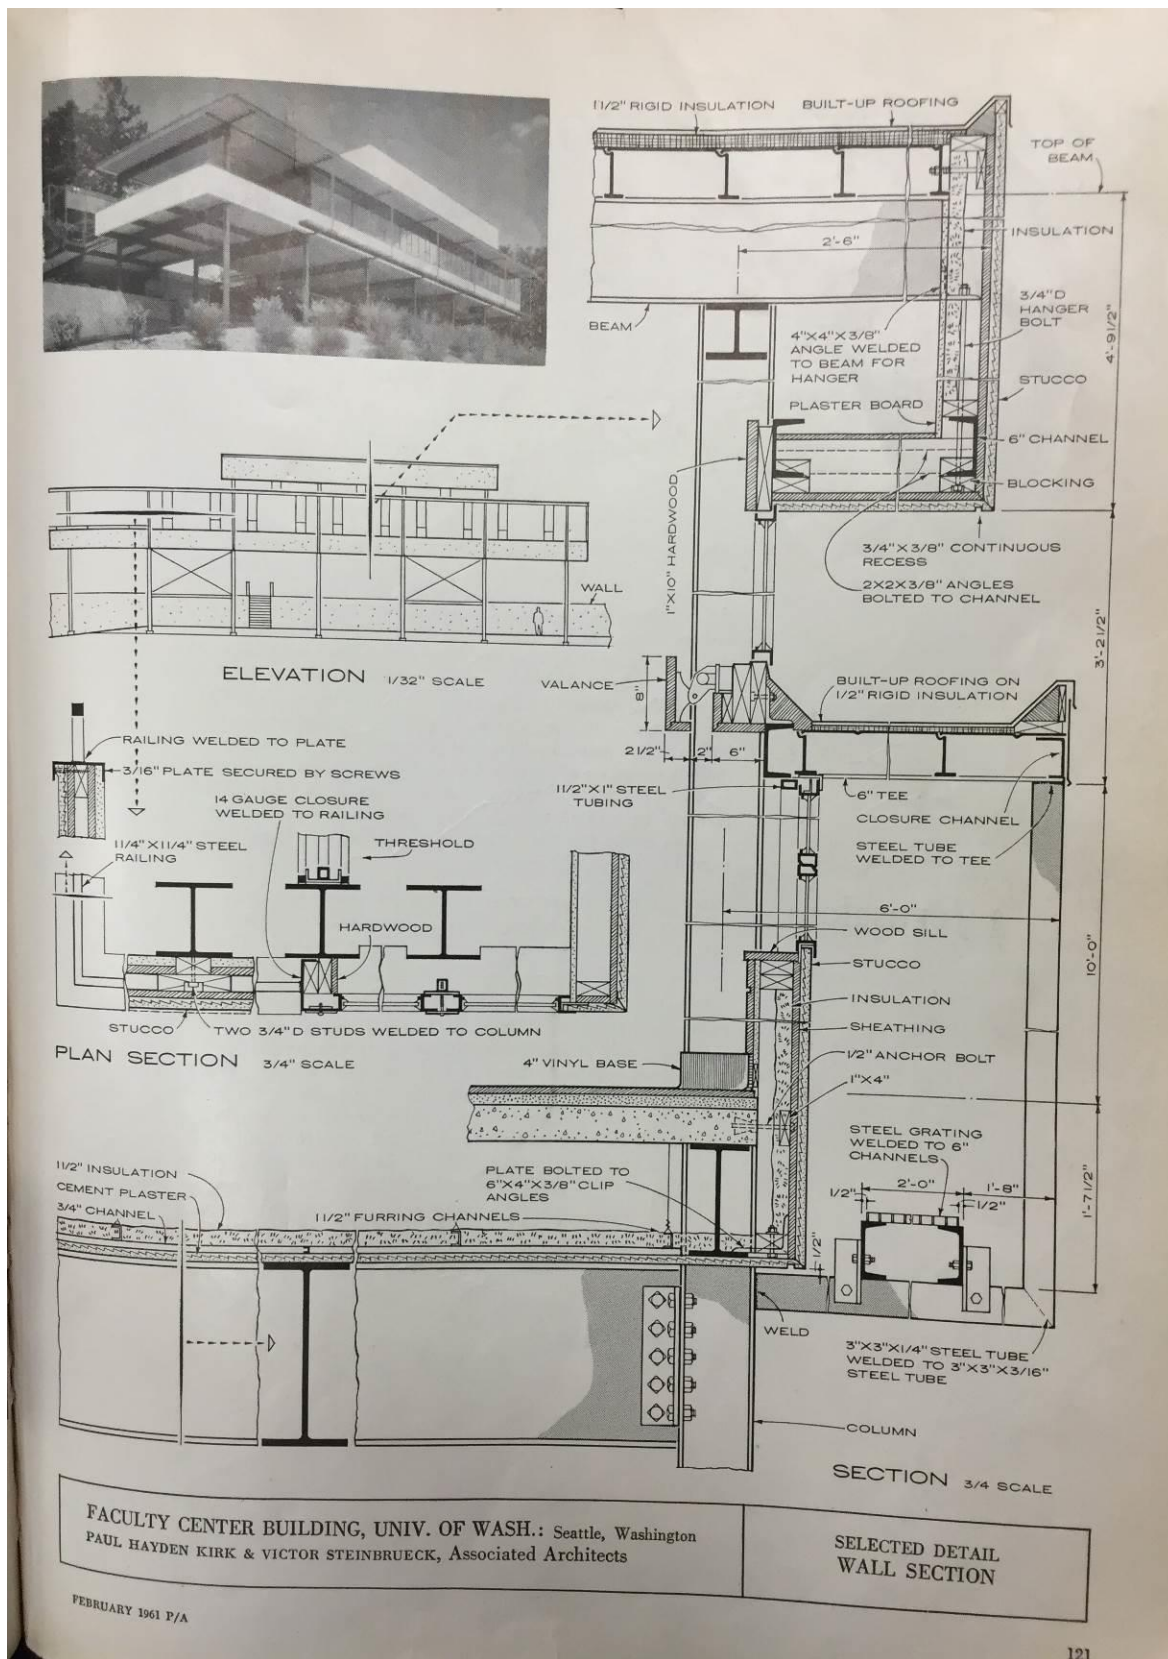 1 1/2" RIGID INSULATION
BUILT-UP ROOFING
TOP OF
BEAM
2'-6"
INSULATION
3/4"D
HANGER
BOLT
BEAM
4"X4"X3/8"
ANGLE WELDED
TO BEAM FOR
HANGER
4'-9 1/2"
STUCCO
PLASTER BOARD
6" CHANNEL
BLOCKING
1"X10" HARDWOOD
3/4"X3/8" CONTINUOUS
RECESS
2X2X3/8" ANGLES
BOLTED TO CHANNEL
WALL
ELEVATION 1/32" SCALE
3'-2 1/2"
VALANCE
8"
BUILT-UP ROOFING ON
1/2" RIGID INSULATION
2 1/2"
2"
6"
RAILING WELDED TO PLATE
3/16" PLATE SECURED BY SCREWS
1 1/2"X1" STEEL
TUBING
6" TEE
CLOSURE CHANNEL
STEEL TUBE
WELDED TO TEE
14 GAUGE CLOSURE
WELDED TO RAILING
1 1/4"X1 1/4" STEEL
RAILING
THRESHOLD
HARDWOOD
6'-0"
WOOD SILL
STUCCO
10'-0"
INSULATION
SHEATHING
STUCCO
TWO 3/4"D STUDS WELDED TO COLUMN
PLAN SECTION 3/4" SCALE
4" VINYL BASE
1/2" ANCHOR BOLT
1"X4"
STEEL GRATING
WELDED TO 6"
CHANNELS
1 1/2" INSULATION
CEMENT PLASTER
3/4" CHANNEL
PLATE BOLTED TO
6"X4"X3/8" CLIP
ANGLES
1 1/2" FURRING CHANNELS
1/2"
2'-0"
1'-8"
1/2"
1'-7 1/2"
1/2"
WELD
3"X3"X1/4" STEEL TUBE
WELDED TO 3"X3"X3/16"
STEEL TUBE
COLUMN
SECTION 3/4 SCALE
FACULTY CENTER BUILDING, UNIV. OF WASH.: Seattle, Washington
PAUL HAYDEN KIRK & VICTOR STEINBRUECK, Associated Architects
SELECTED DETAIL
WALL SECTION
FEBRUARY 1961 P/A
121